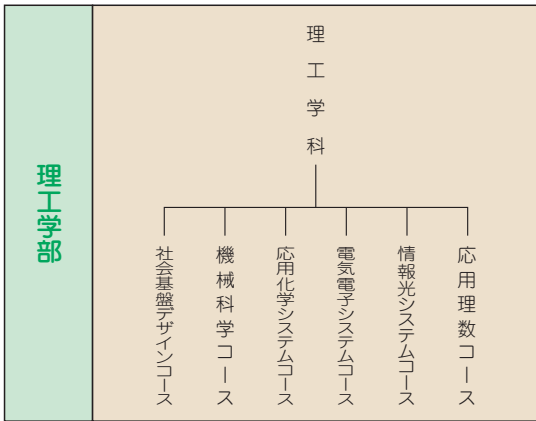 理工学部
理工学科
社会基盤デザインコース
機械科学コース
応用化学システムコース
電気電子システムコース
情報光システムコース
応用理数コース